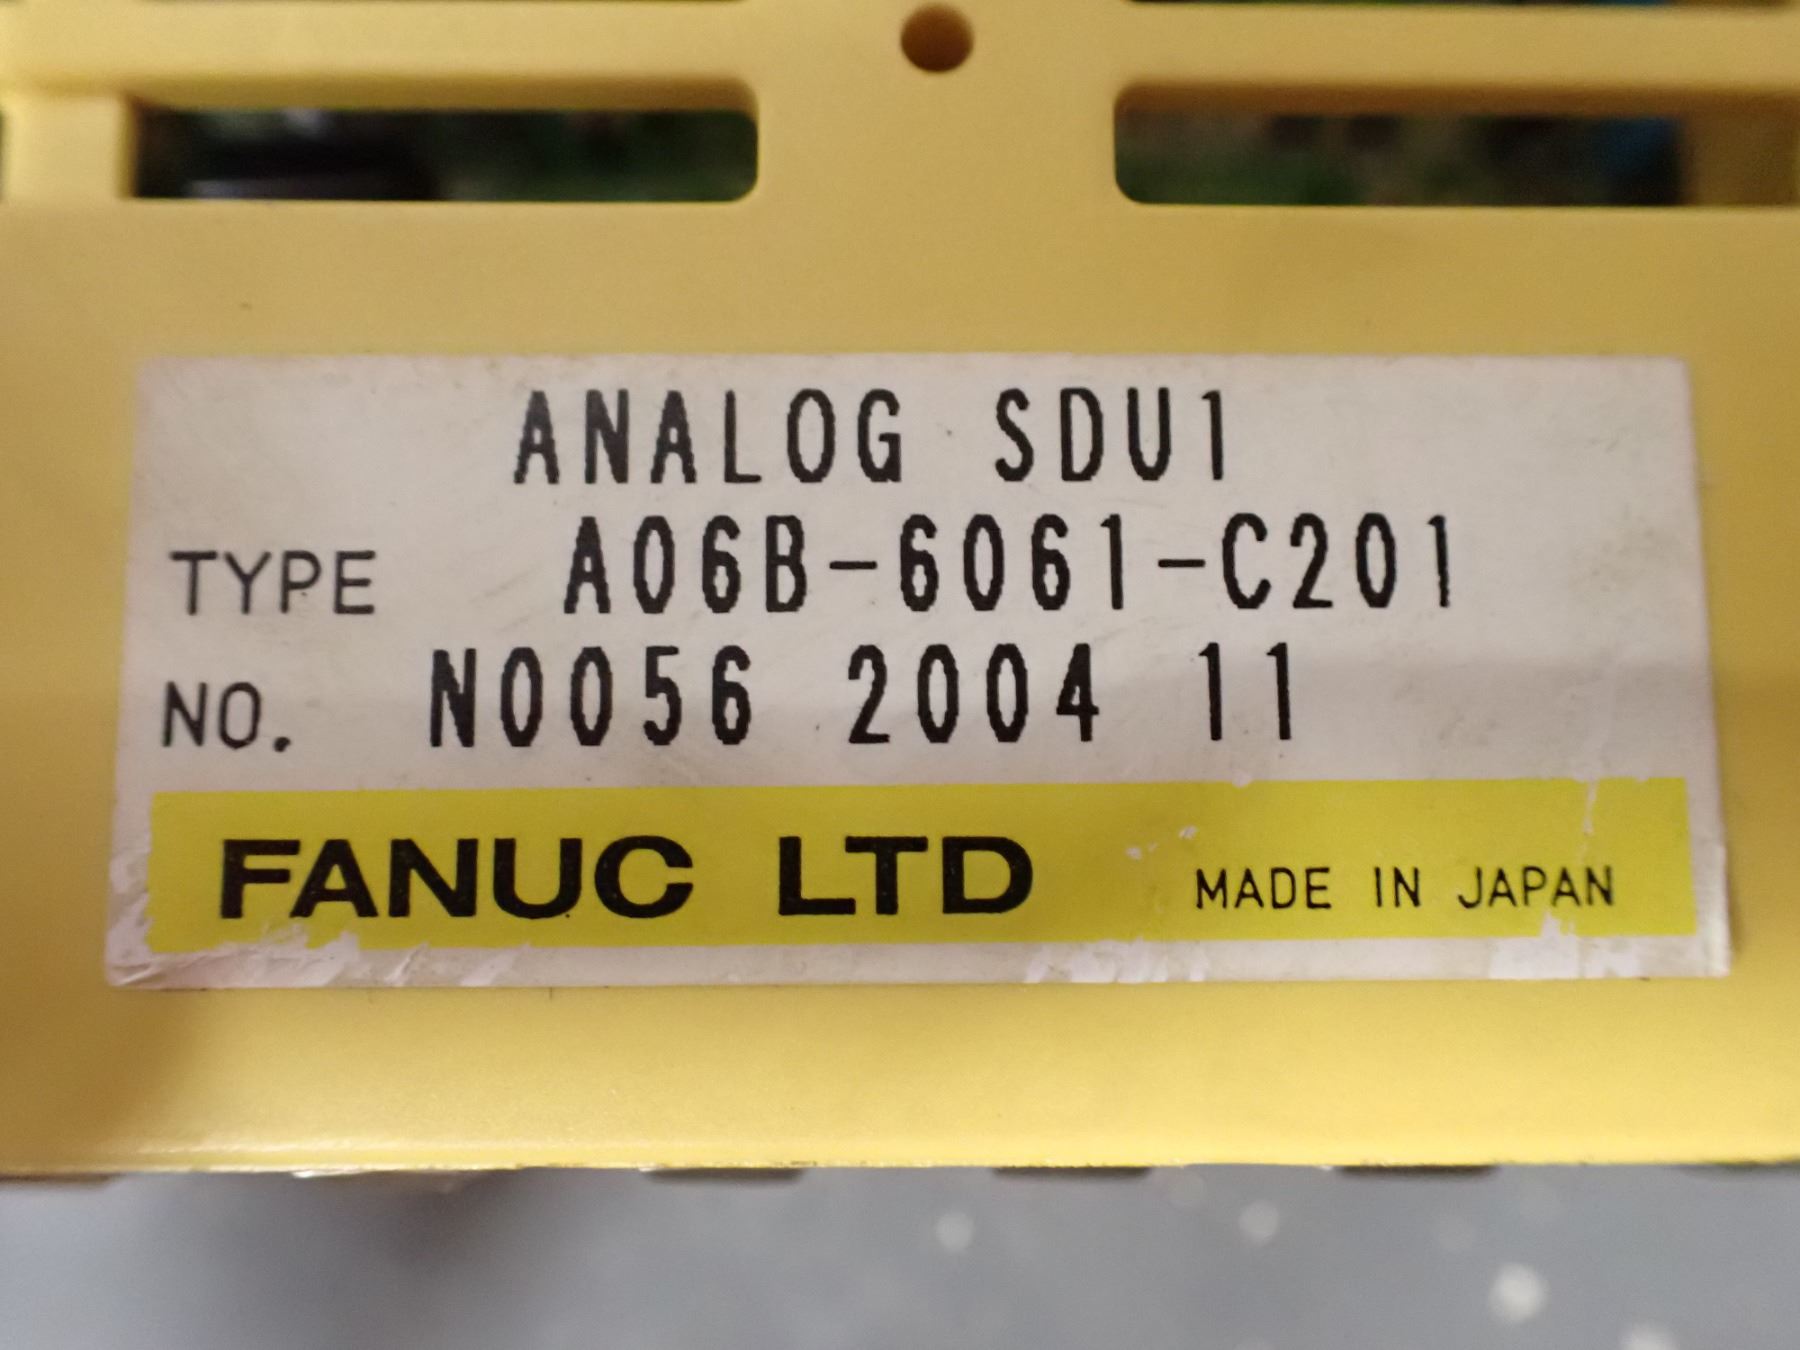 ANALOG SDU1
TYPE A06B-6061-C201
NO. N0056 2004 11
FANUC LTD MADE IN JAPAN